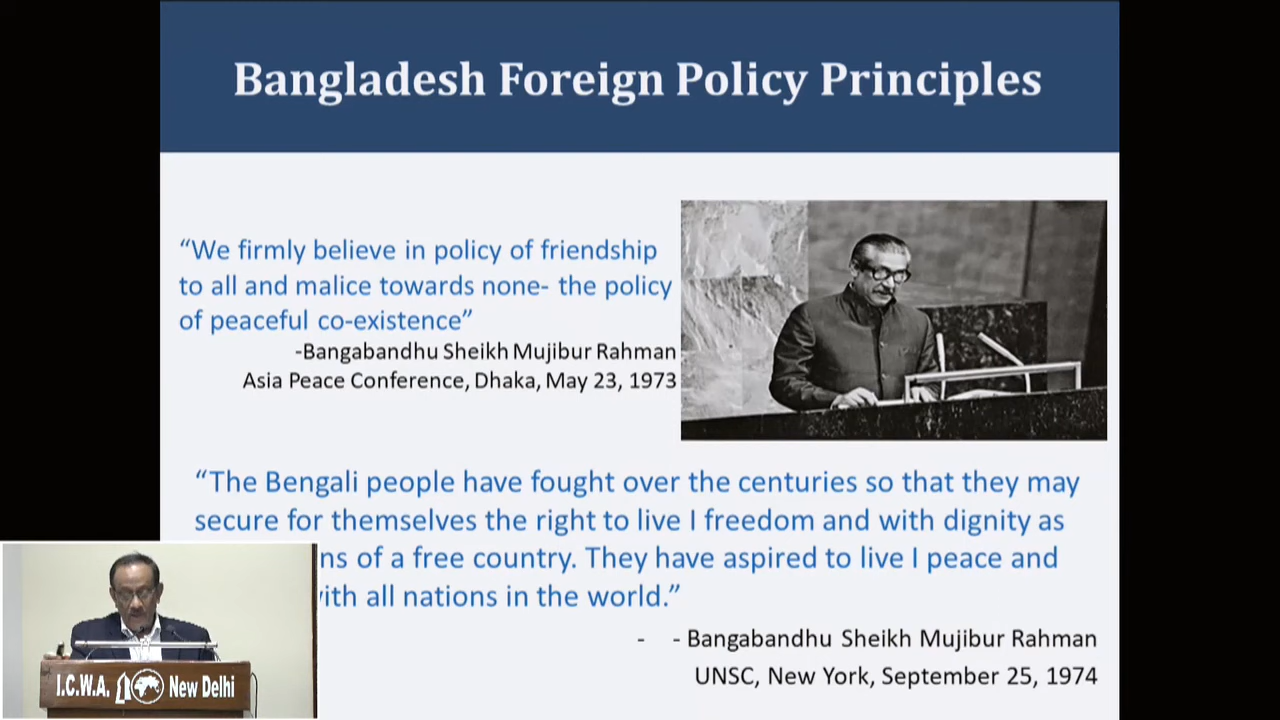 Bangladesh Foreign Policy Principles
“We firmly believe in policy of friendship
to all and malice towards none- the policy
of peaceful co-existence”
-Bangabandhu Sheikh Mujibur Rahman
Asia Peace Conference, Dhaka, May 23, 1973
“The Bengali people have fought over the centuries so that they may
secure for themselves the right to live I freedom and with dignity as
ns of a free country. They have aspired to live I peace and
ith all nations in the world.”
- - Bangabandhu Sheikh Mujibur Rahman
UNSC, New York, September 25, 1974
I.C.W.A. New Delhi